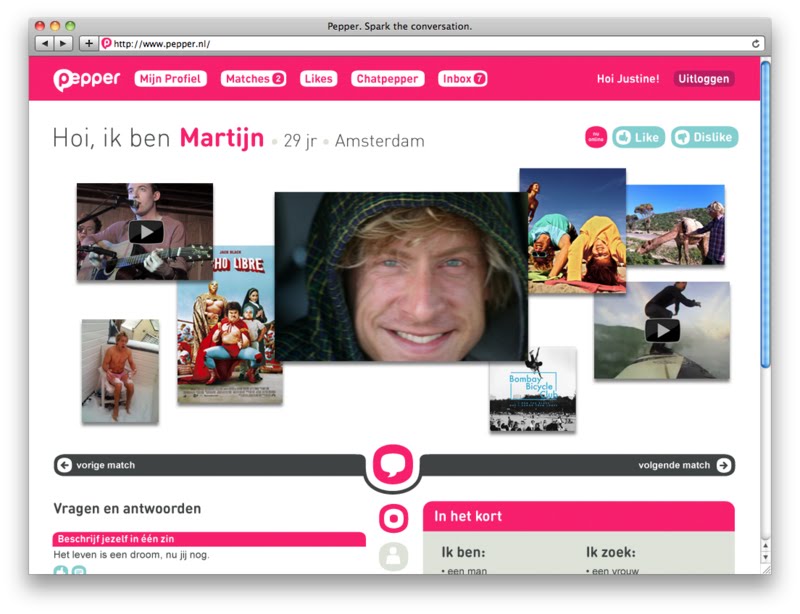 Pepper. Spark the conversation.
http://www.pepper.nl/
pepper Mijn Profiel Matches 2 Likes Chatpepper Inbox 7 Hoi Justine! Uitloggen
Hoi, ik ben Martijn • 29 jr • Amsterdam
nu online Like Dislike
JACK BLACK
HO LIBRE
Bombay
Bicycle
Club
vorige match volgende match
Vragen en antwoorden
In het kort
Beschrijf jezelf in één zin
Het leven is een droom, nu jij nog.
Ik ben: Ik zoek:
• een man • een vrouw